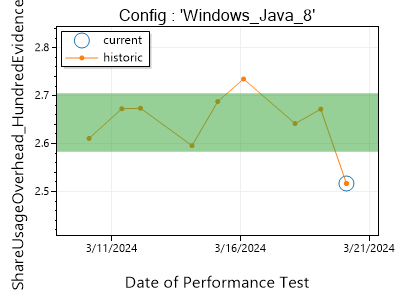 Config : 'Windows_Java_8'
current
historic
2.8
2.7
2.6
2.5
ShareUsageOverhead_HundredEvidence
3/11/2024
3/16/2024
3/21/2024
Date of Performance Test